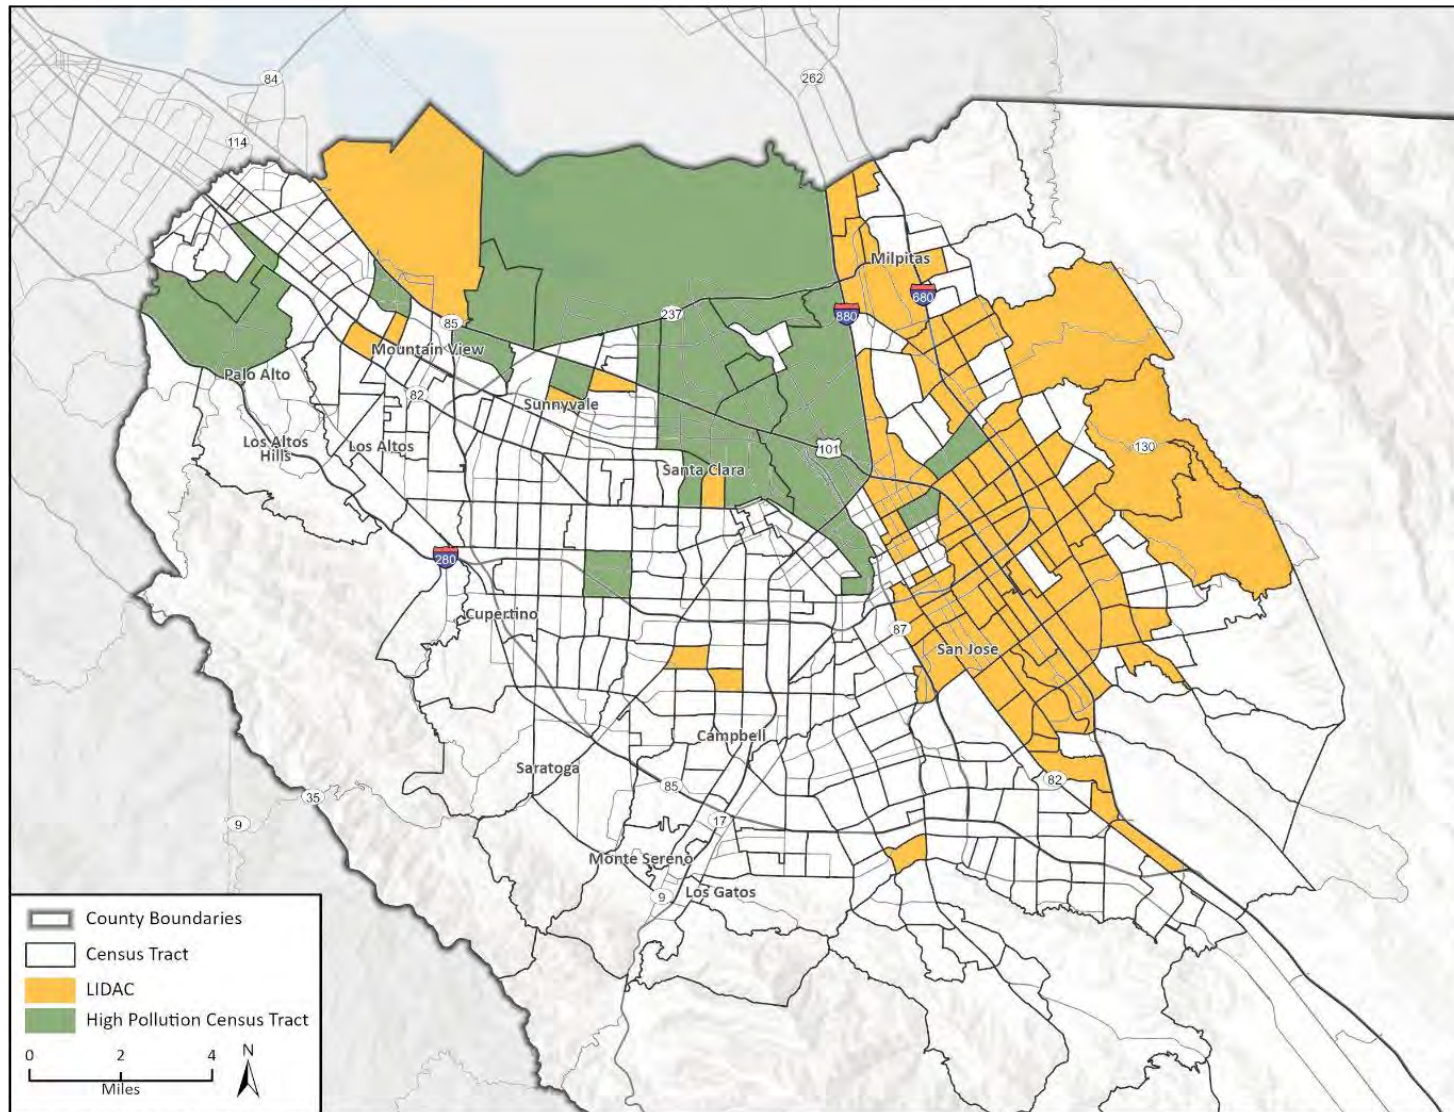 84
262
114
Milpitas
680
880
237
85
Mountain View
Palo Alto
82
Sunnyvale
Los Altos
Hills
Los Altos
101
130
Santa Clara
280
Cupertino
87
San Jose
Campbell
Saratoga
82
85
35
9
17
Monte Sereno
Los Gatos
9
County Boundaries
Census Tract
LIDAC
High Pollution Census Tract
0 2 4
Miles
N